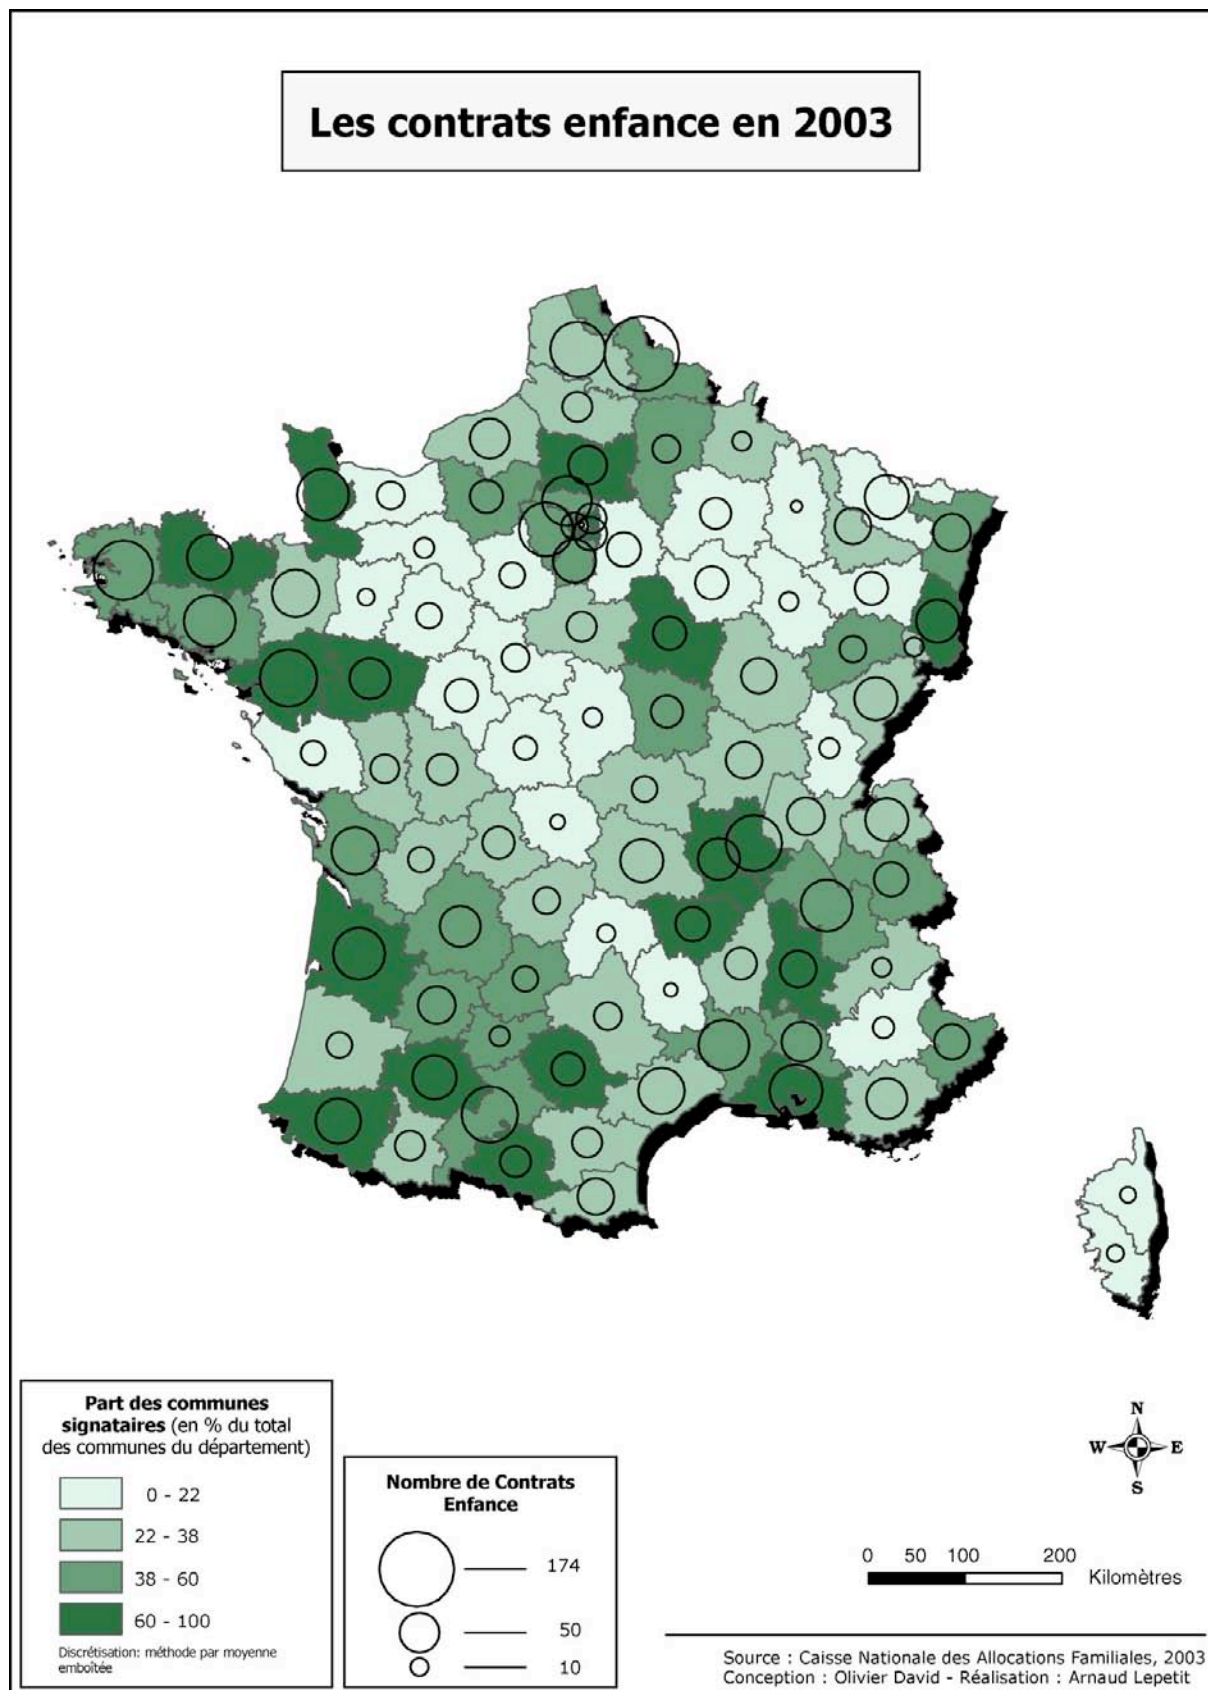 Les contrats enfance en 2003
Part des communes
signataires (en % du total
des communes du département)
0 - 22
22 - 38
38 - 60
60 - 100
Discrétisation: méthode par moyenne
emboîtée
Nombre de Contrats
Enfance
174
50
10
N
W E
S
0 50 100 200
Kilomètres
Source : Caisse Nationale des Allocations Familiales, 2003
Conception : Olivier David - Réalisation : Arnaud Lepetit